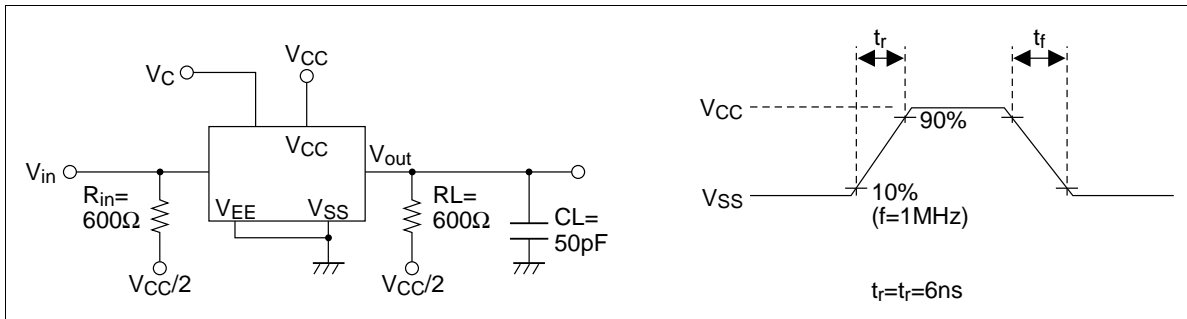 VC
VCC
VCC
Vin
Vout
Rin=
600Ω
VEE
VSS
RL=
600Ω
CL=
50pF
VCC/2
VCC/2
tr
tf
VCC
90%
VSS
10%
(f=1MHz)
tr=tr=6ns